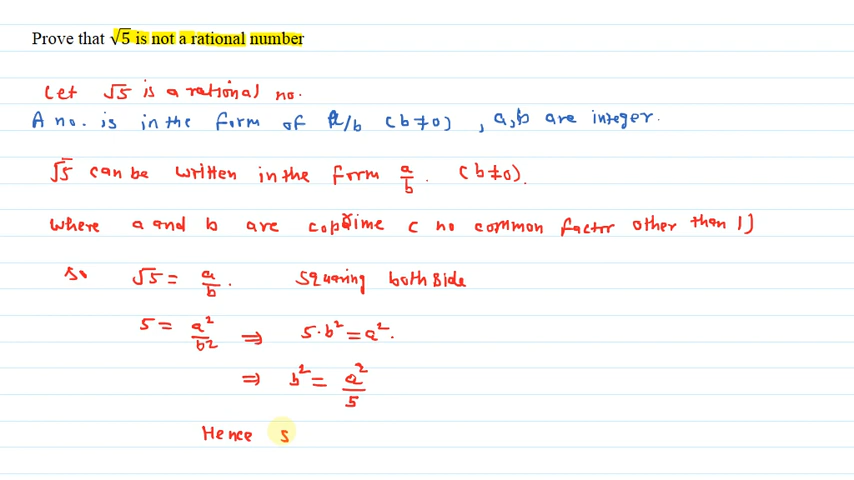 Prove that √5 is not a rational number
Let √5 is a rational no.
A no. is in the form of a/b (b≠0), a,b are integer.
√5 can be written in the form a/b. (b≠0).
where a and b are coprime ( no common factor other than 1)
So √5 = a/b. Squaring both side
5 = a²/b² ⇒ 5·b² = a².
⇒ b² = a²/5
Hence 5